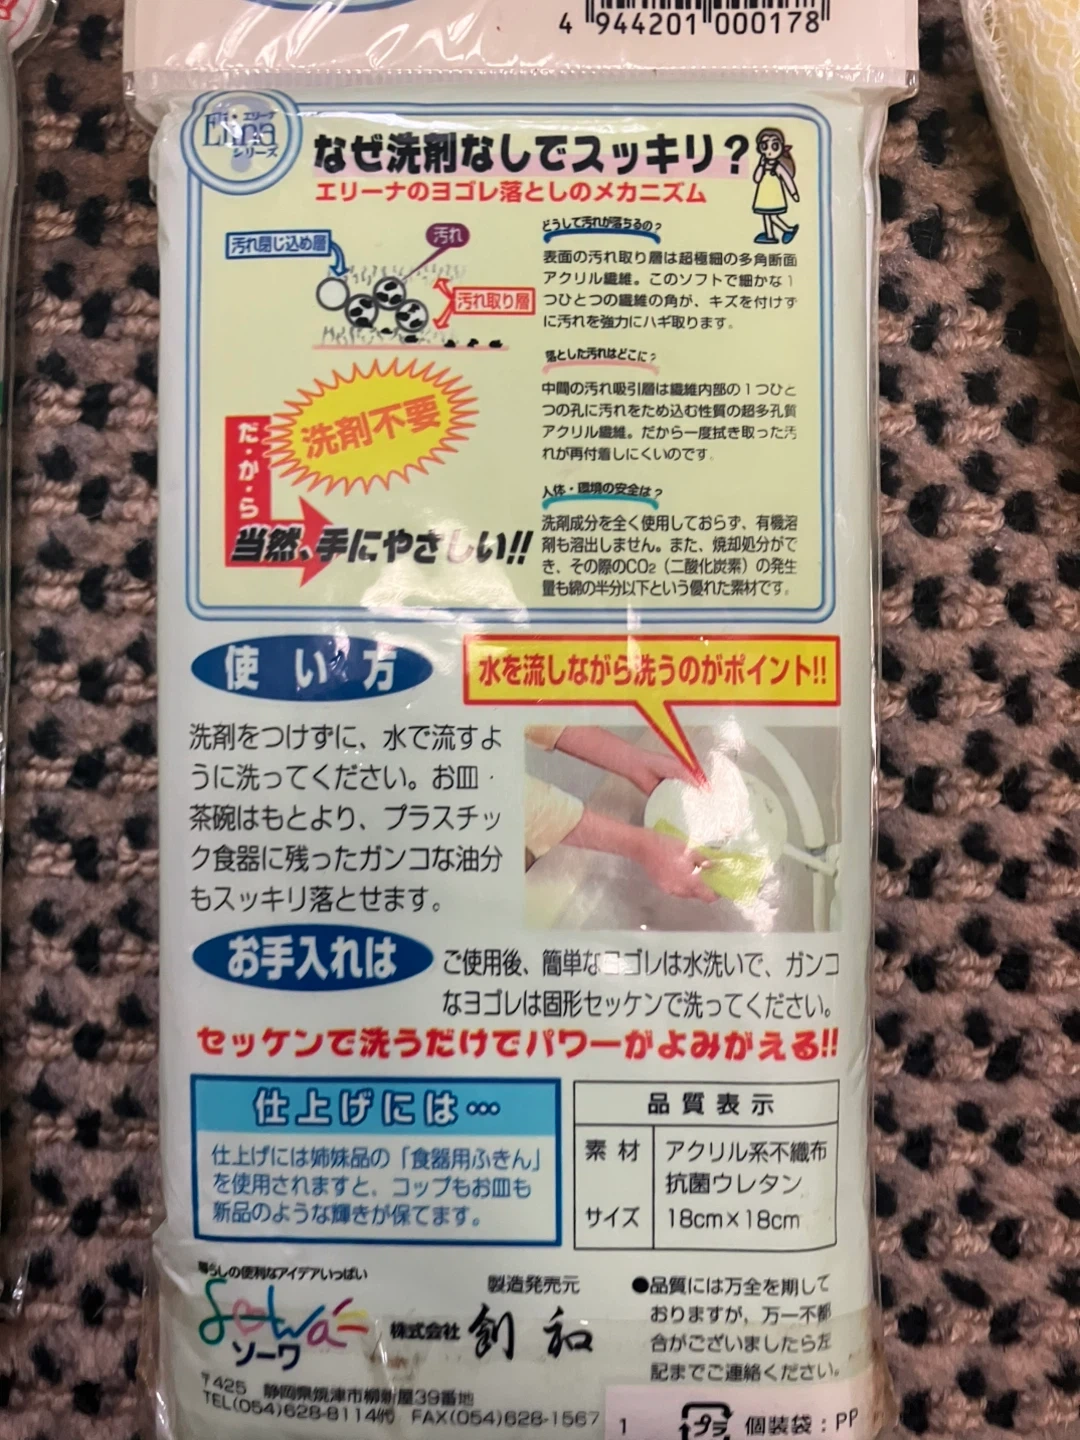 4 944201 000178
Elina
エリーナ
シリーズ
なぜ洗剤なしでスッキリ？
エリーナのヨゴレ落としのメカニズム
汚れ閉じ込め層
汚れ
汚れ取り層
どうして汚れが落ちるの？
表面の汚れ取り層は超極細の多角断面
アクリル繊維。このソフトで細かな１
つひとつの繊維の角が、キズを付けず
に汚れを強力にハギ取ります。
落とした汚れはどこに？
中間の汚れ吸引層は繊維内部の１つひと
つの孔に汚れをため込む性質の超多孔質
アクリル繊維。だから一度拭き取った汚
れが再付着しにくいのです。
人体・環境の安全は？
洗剤成分を全く使用しておらず、有機溶
剤も溶出しません。また、焼却処分がで
き、その際のCO₂（二酸化炭素）の発生
量も綿の半分以下という優れた素材です。
洗剤不要
だ・か・ら
当然、手にやさしい!!
使い方
水を流しながら洗うのがポイント!!
洗剤をつけずに、水で流すよ
うに洗ってください。お皿・
茶碗はもとより、プラスチッ
ク食器に残ったガンコな油分
もスッキリ落とせます。
お手入れは
ご使用後、簡単なヨゴレは水洗いで、ガンコ
なヨゴレは固形セッケンで洗ってください。
セッケンで洗うだけでパワーがよみがえる!!
仕上げには…
仕上げには姉妹品の「食器用ふきん」
を使用されますと、コップもお皿も
新品のような輝きが保てます。
品質表示
素材 アクリル系不織布
抗菌ウレタン
サイズ 18cm×18cm
暮らしの便利なアイデアいっぱい
Sowa
ソーワ
製造発売元
株式会社 創和
〒425 静岡県焼津市柳新屋39番地
TEL(054)628-8114代 FAX(054)628-1567
●品質には万全を期して
おりますが、万一不都
合がございましたら左
記までご連絡ください。
1
プラ
個装袋：PP